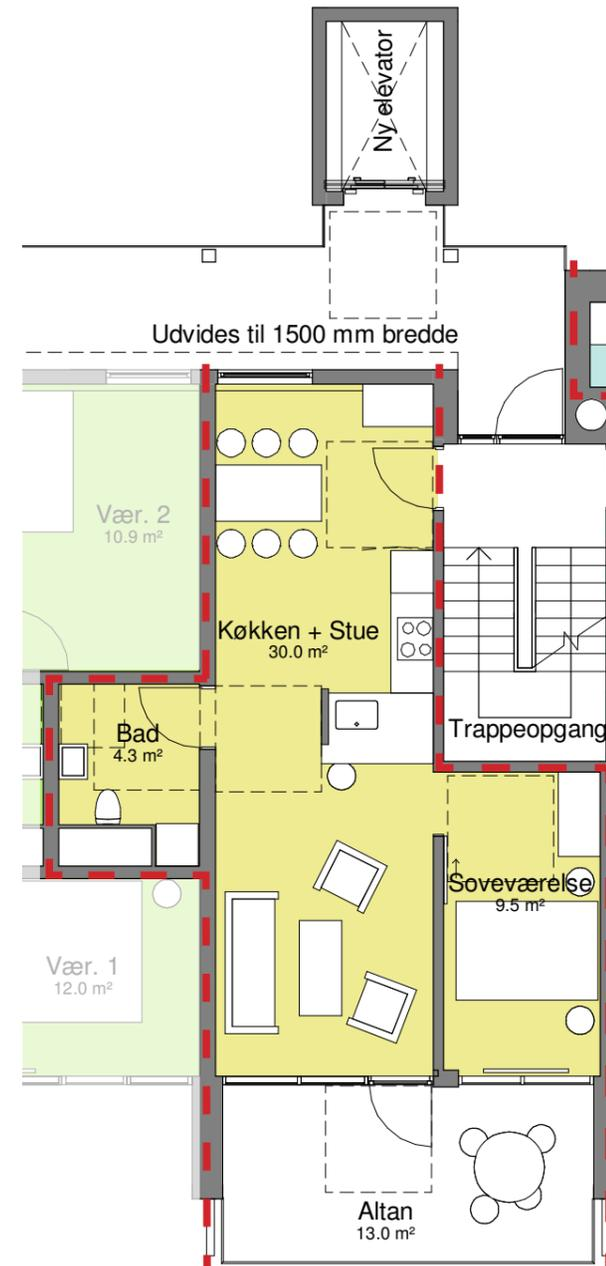 Ny elevator
Udvides til 1500 mm bredde
Vær. 2
10.9 m²
Køkken + Stue
30.0 m²
Bad
4.3 m²
Trappeopgang
Soveværelse
9.5 m²
Vær. 1
12.0 m²
Altan
13.0 m²